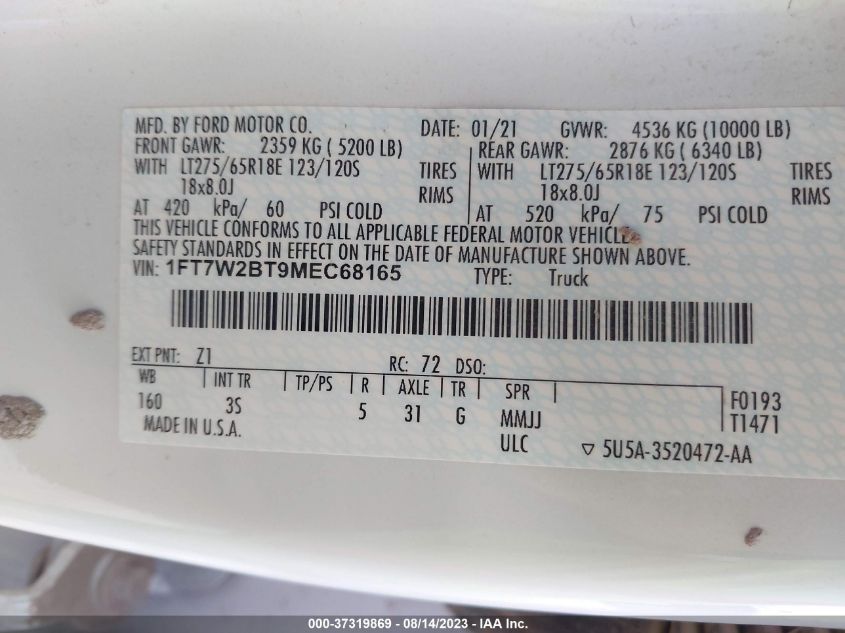 MFD. BY FORD MOTOR CO. DATE: 01/21 GVWR: 4536 KG (10000 LB)
FRONT GAWR: 2359 KG ( 5200 LB) REAR GAWR: 2876 KG ( 6340 LB)
WITH LT275/65R18E 123/120S TIRES WITH LT275/65R18E 123/120S TIRES
18x8.0J RIMS 18x8.0J RIMS
AT 420 kPa/ 60 PSI COLD AT 520 kPa/ 75 PSI COLD
THIS VEHICLE CONFORMS TO ALL APPLICABLE FEDERAL MOTOR VEHICLE
SAFETY STANDARDS IN EFFECT ON THE DATE OF MANUFACTURE SHOWN ABOVE.
VIN: 1FT7W2BT9MEC68165 TYPE: Truck
EXT PNT: Z1 RC: 72 DSO:
WB INT TR TP/PS R AXLE TR SPR F0193
160 3S 5 31 G MMJJ T1471
MADE IN U.S.A. ULC 5U5A-3520472-AA
000-37319869 - 08/14/2023 - IAA Inc.